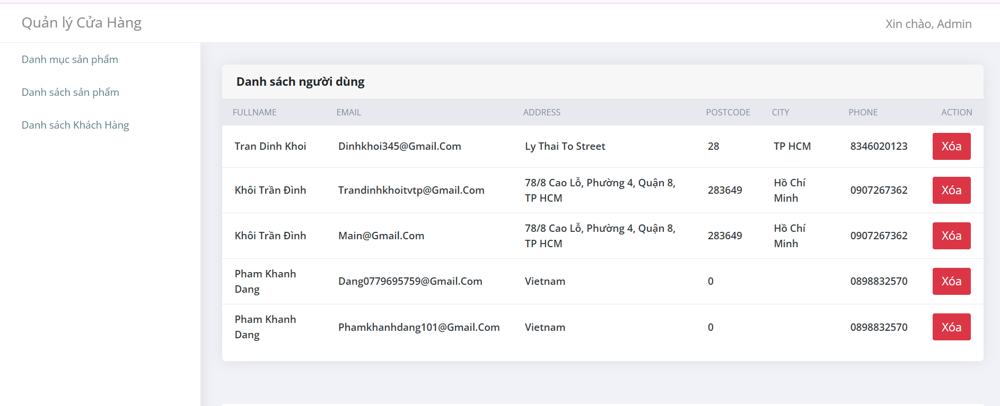 Quản lý Cửa Hàng
Xin chào, Admin
Danh mục sản phẩm
Danh sách sản phẩm
Danh sách Khách Hàng
Danh sách người dùng
FULLNAME EMAIL ADDRESS POSTCODE CITY PHONE ACTION
Tran Dinh Khoi Dinhkhoi345@Gmail.Com Ly Thai To Street 28 TP HCM 8346020123 Xóa
Khôi Trần Đình Trandinhkhoitvtp@Gmail.Com 78/8 Cao Lỗ, Phường 4, Quận 8, 283649 Hồ Chí 0907267362 Xóa
TP HCM Minh
Khôi Trần Đình Main@Gmail.Com 78/8 Cao Lỗ, Phường 4, Quận 8, 283649 Hồ Chí 0907267362 Xóa
TP HCM Minh
Pham Khanh Dang0779695759@Gmail.Com Vietnam 0 0898832570 Xóa
Dang
Pham Khanh Phamkhanhdang101@Gmail.Com Vietnam 0 0898832570 Xóa
Dang